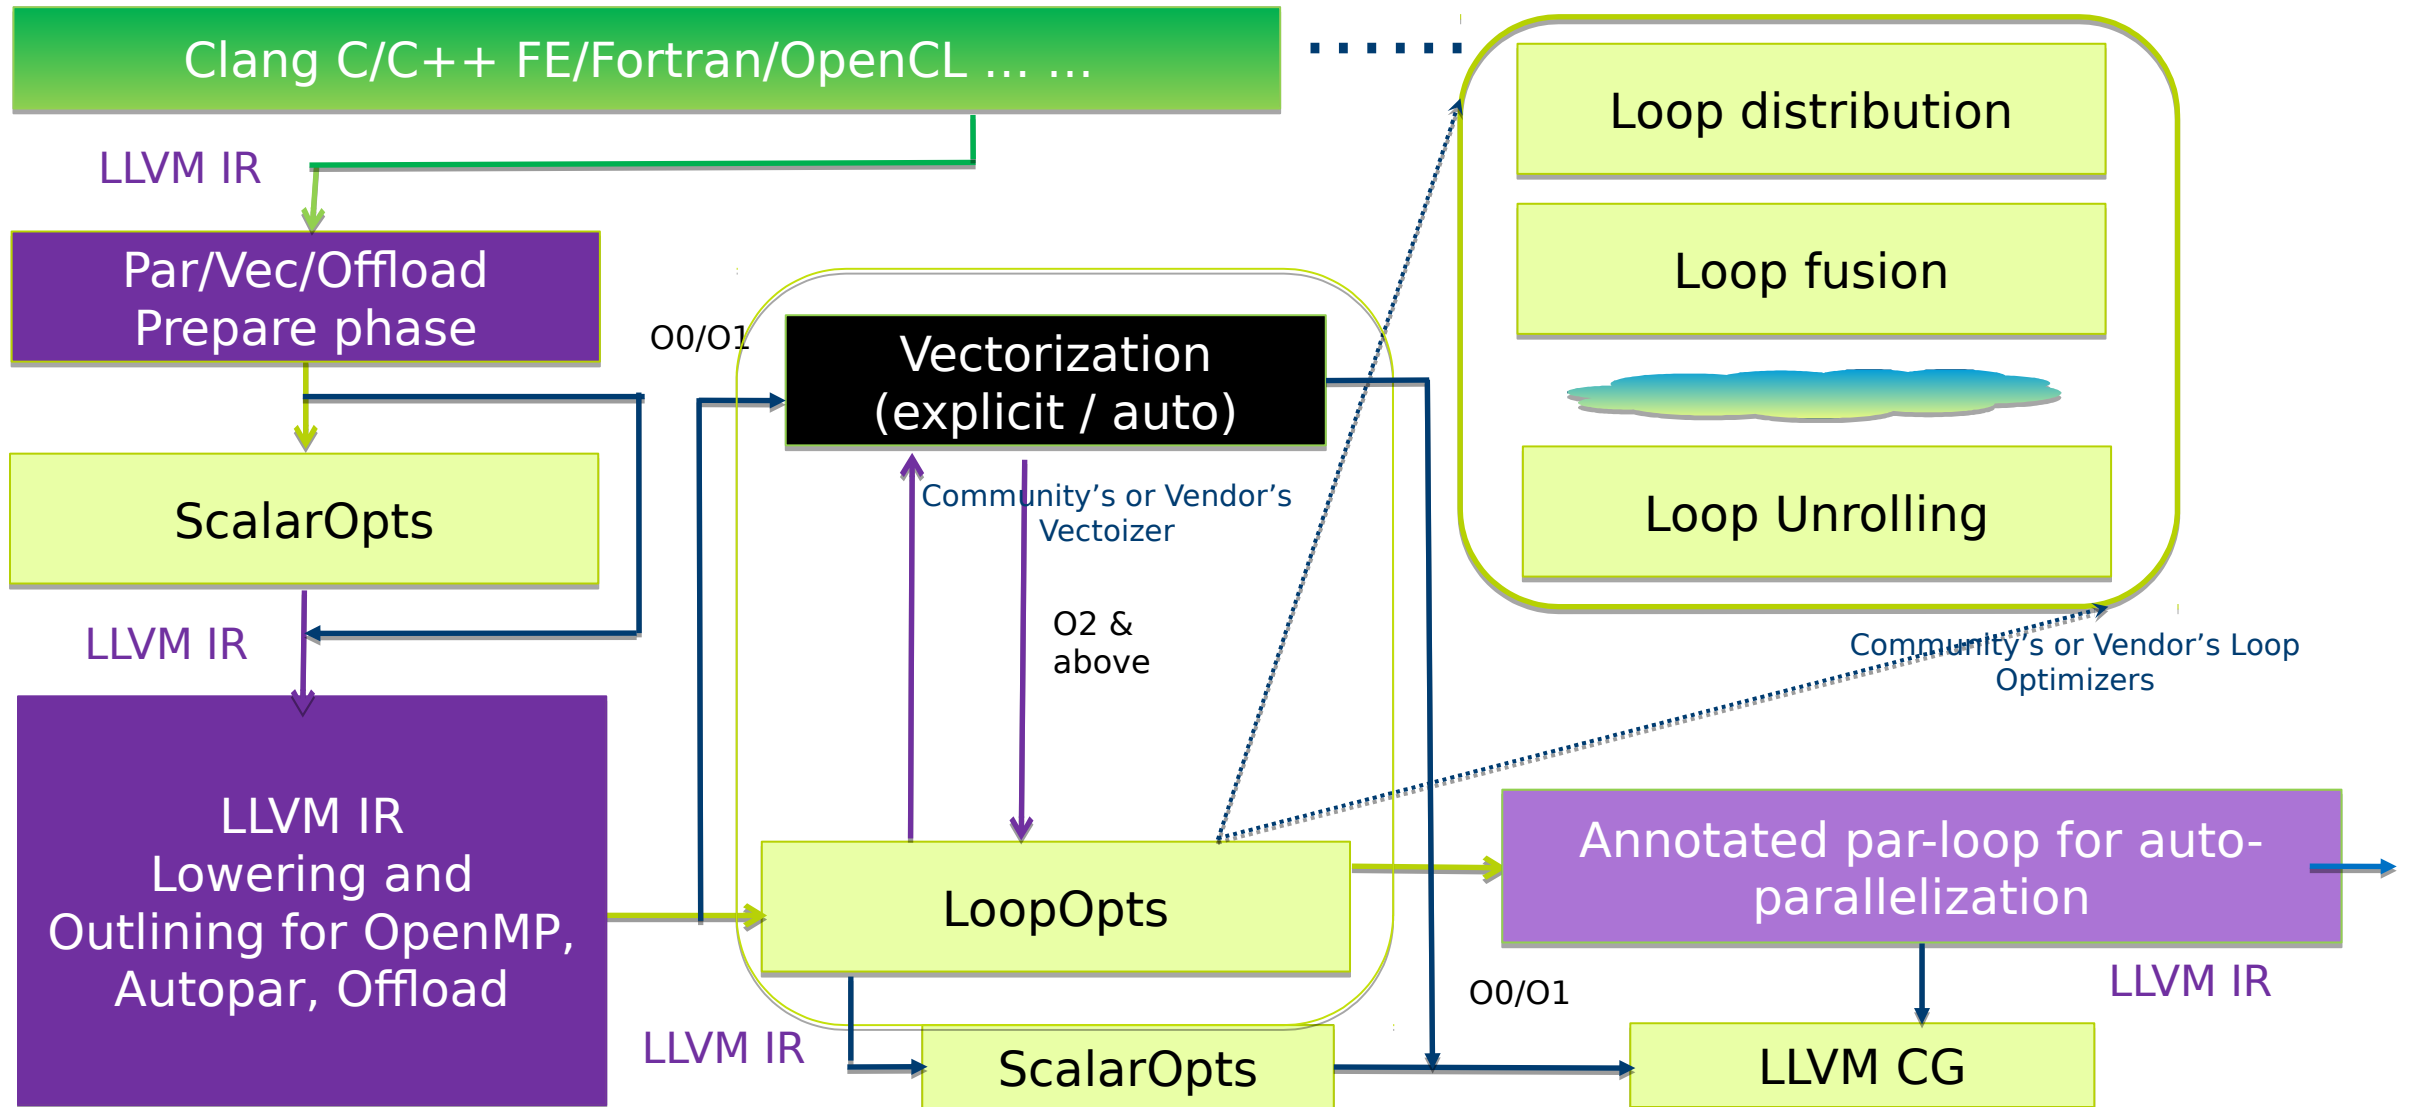 Clang C/C++ FE/Fortran/OpenCL ... ...
LLVM IR
Par/Vec/Offload
Prepare phase
ScalarOpts
LLVM IR
LLVM IR
Lowering and
Outlining for OpenMP,
Autopar, Offload
O0/O1
Vectorization
(explicit / auto)
Community’s or Vendor’s
Vectoizer
O2 &
above
LoopOpts
LLVM IR
ScalarOpts
Loop distribution
Loop fusion
Loop Unrolling
Community’s or Vendor’s Loop
Optimizers
Annotated par-loop for auto-
parallelization
O0/O1
LLVM IR
LLVM CG